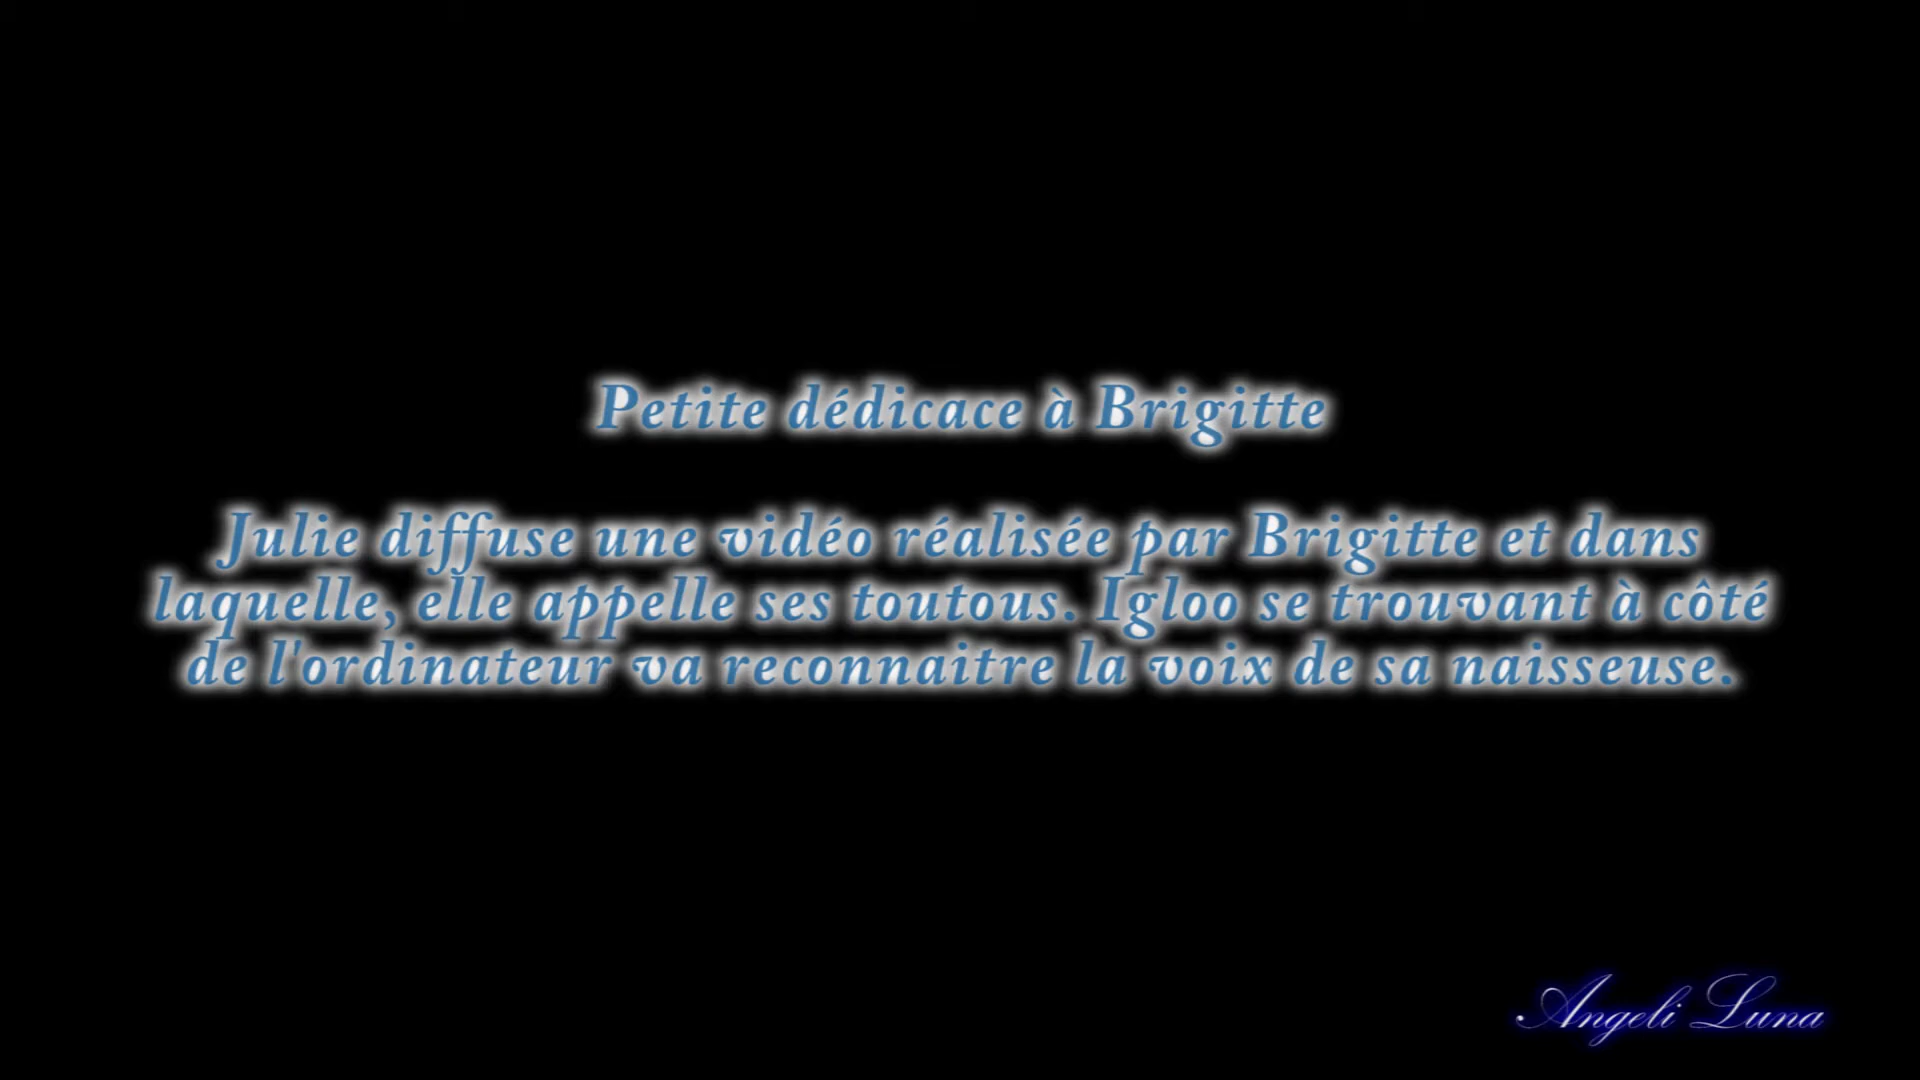 Petite dédicace à Brigitte
Julie diffuse une vidéo réalisée par Brigitte et dans
laquelle, elle appelle ses toutous. Igloo se trouvant à côté
de l'ordinateur va reconnaitre la voix de sa naisseuse.
Angeli Luna